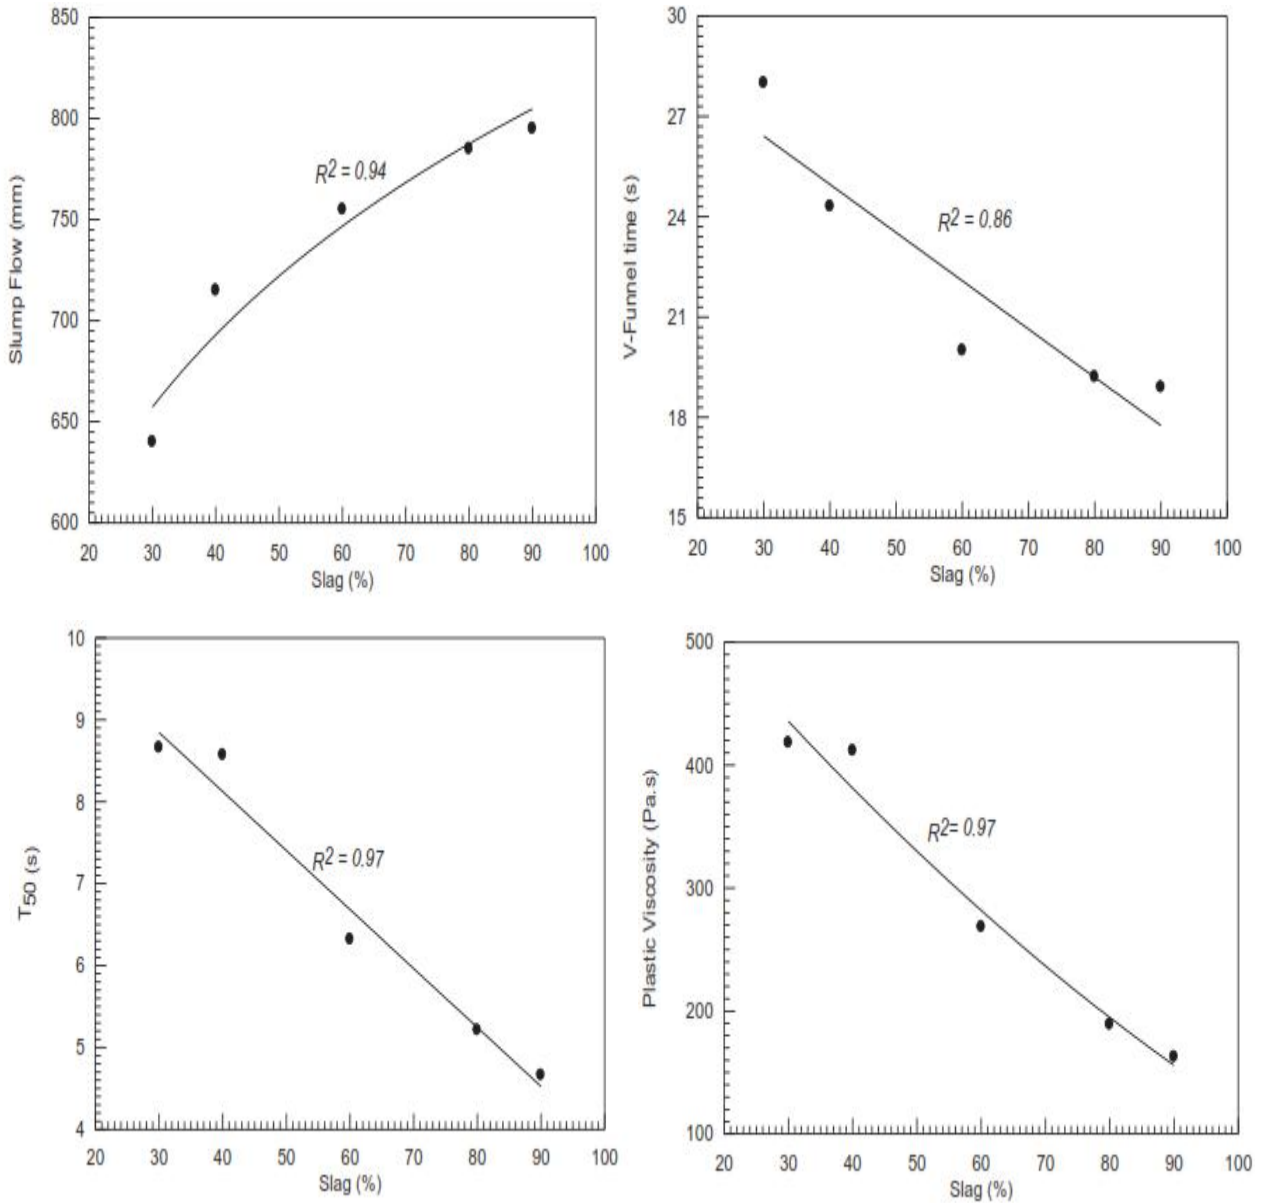 850
800
750
700
650
600
Slump Flow (mm)
R2 = 0.94
20 30 40 50 60 70 80 90 100
Slag (%)
30
27
24
21
18
15
V-Funnel time (s)
R2 = 0.86
20 30 40 50 60 70 80 90 100
Slag (%)
10
9
8
7
6
5
4
T50 (s)
R2 = 0.97
20 30 40 50 60 70 80 90 100
Slag (%)
500
400
300
200
100
Plastic Viscosity (Pa.s)
R2= 0.97
20 30 40 50 60 70 80 90 100
Slag (%)